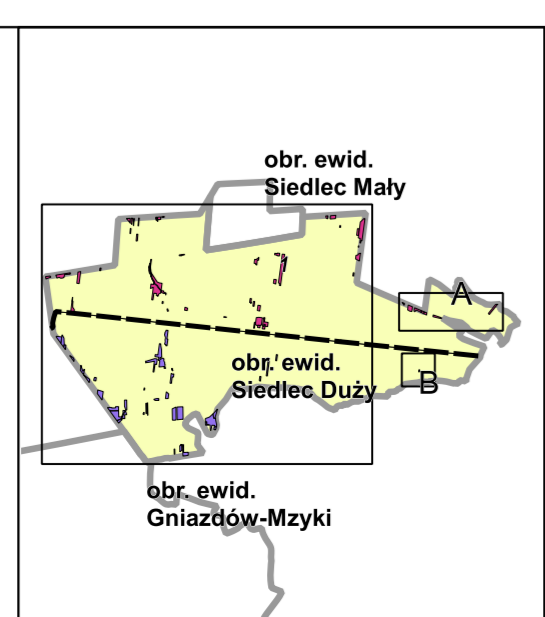 obr. ewid.
Siedlec Mały
A
obr. ewid.
Siedlec Duży
B
obr. ewid.
Gniazdów-Mzyki